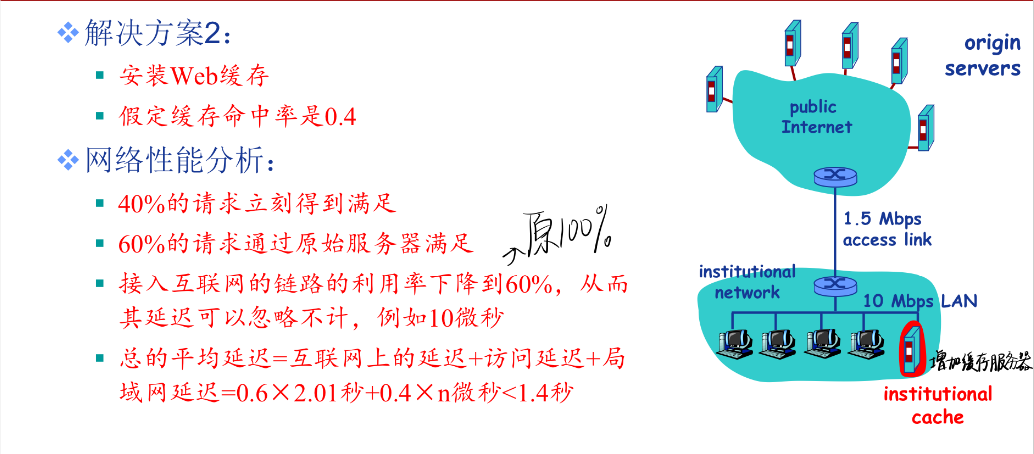 ❖解决方案2：
▪ 安装Web缓存
▪ 假定缓存命中率是0.4
❖网络性能分析：
▪ 40%的请求立刻得到满足
▪ 60%的请求通过原始服务器满足
→原100%
▪ 接入互联网的链路的利用率下降到60%，从而
其延迟可以忽略不计，例如10微秒
▪ 总的平均延迟=互联网上的延迟+访问延迟+局
域网延迟=0.6×2.01秒+0.4×n微秒<1.4秒
origin
servers
public
Internet
1.5 Mbps
access link
institutional
network
10 Mbps LAN
增加缓存服务器
institutional
cache